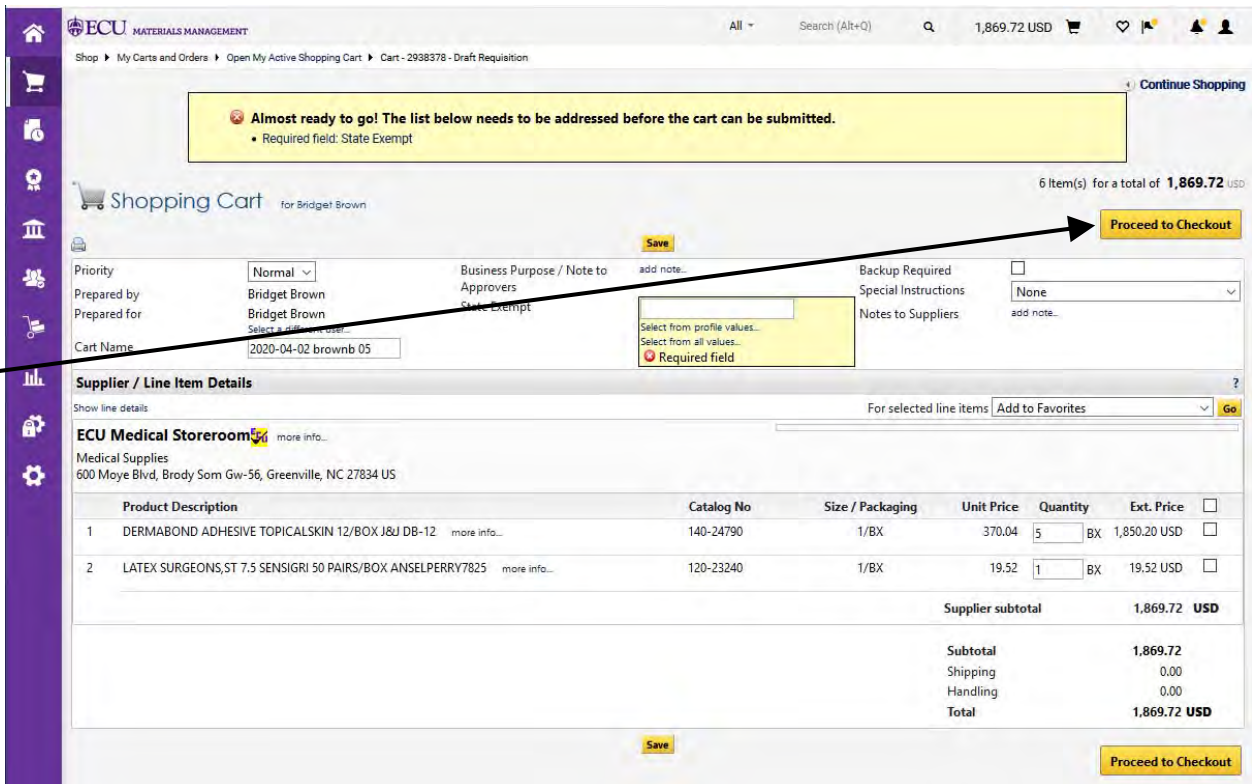 ECU MATERIALS MANAGEMENT All Search (Alt+Q) 1,869.72 USD
Shop My Carts and Orders Open My Active Shopping Cart Cart - 2938378 - Draft Requisition
Continue Shopping
Almost ready to go! The list below needs to be addressed before the cart can be submitted.
• Required field: State Exempt
6 Item(s) for a total of 1,869.72 USD
Shopping Cart for Bridget Brown
Proceed to Checkout
Save
Priority Normal
Prepared by Bridget Brown
Prepared for Bridget Brown
Select a different user...
Cart Name 2020-04-02 brownb 05
Business Purpose / Note to Approvers add note...
State Exempt
Select from profile values...
Select from all values...
Required field
Backup Required
Special Instructions None
Notes to Suppliers add note...
Supplier / Line Item Details ?
Show line details For selected line items Add to Favorites Go
ECU Medical Storeroom more info...
Medical Supplies
600 Moye Blvd, Brody Som Gw-56, Greenville, NC 27834 US
Product Description Catalog No Size / Packaging Unit Price Quantity Ext. Price
1 DERMABOND ADHESIVE TOPICALSKIN 12/BOX J&J DB-12 more info... 140-24790 1/BX 370.04 5 BX 1,850.20 USD
2 LATEX SURGEONS,ST 7.5 SENSIGRI 50 PAIRS/BOX ANSELPERRY7825 more info... 120-23240 1/BX 19.52 1 BX 19.52 USD
Supplier subtotal 1,869.72 USD
Subtotal 1,869.72
Shipping 0.00
Handling 0.00
Total 1,869.72 USD
Save
Proceed to Checkout